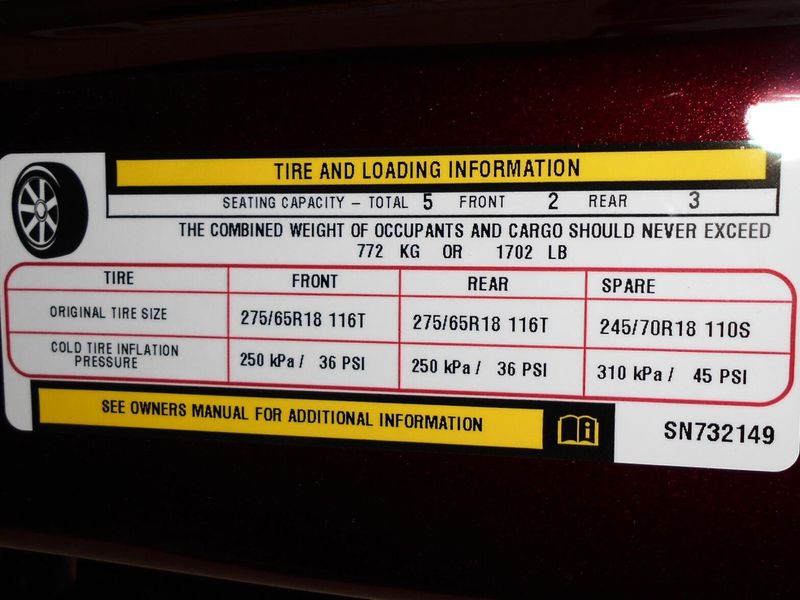 TIRE AND LOADING INFORMATION
SEATING CAPACITY – TOTAL 5 FRONT 2 REAR 3
THE COMBINED WEIGHT OF OCCUPANTS AND CARGO SHOULD NEVER EXCEED
772 KG OR 1702 LB
TIRE FRONT REAR SPARE
ORIGINAL TIRE SIZE 275/65R18 116T 275/65R18 116T 245/70R18 110S
COLD TIRE INFLATION PRESSURE 250 kPa / 36 PSI 250 kPa / 36 PSI 310 kPa / 45 PSI
SEE OWNERS MANUAL FOR ADDITIONAL INFORMATION
SN732149